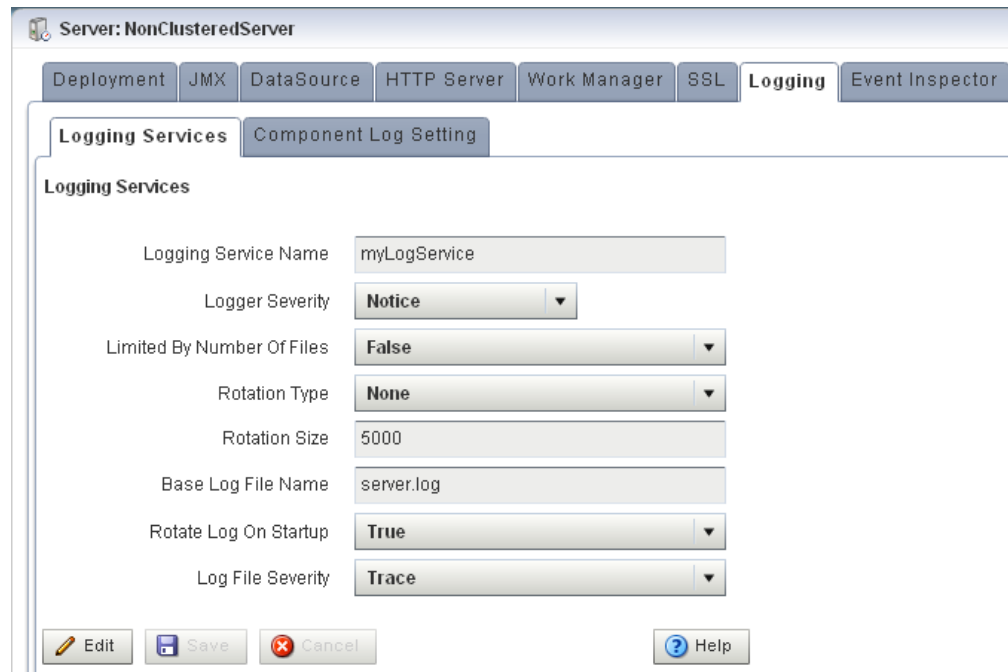 Server: NonClusteredServer
Deployment JMX DataSource HTTP Server Work Manager SSL Logging Event Inspector
Logging Services Component Log Setting
Logging Services
Logging Service Name myLogService
Logger Severity Notice
Limited By Number Of Files False
Rotation Type None
Rotation Size 5000
Base Log File Name server.log
Rotate Log On Startup True
Log File Severity Trace
Edit Save Cancel Help